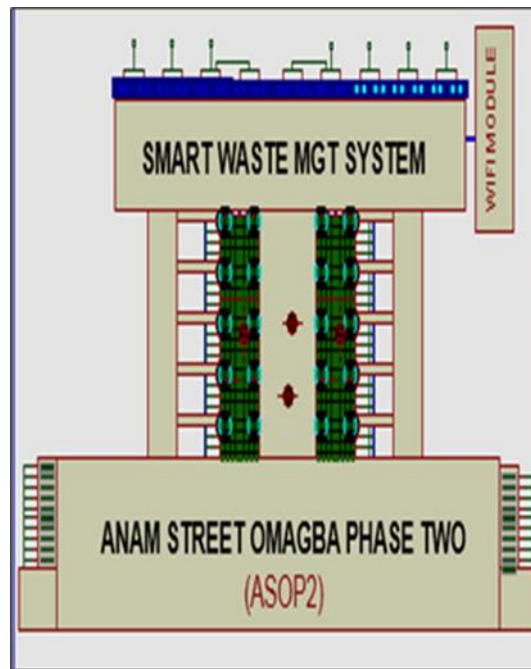 SMART WASTE MGT SYSTEM
WIFI MODULE
ANAM STREET OMAGBA PHASE TWO
(ASOP2)